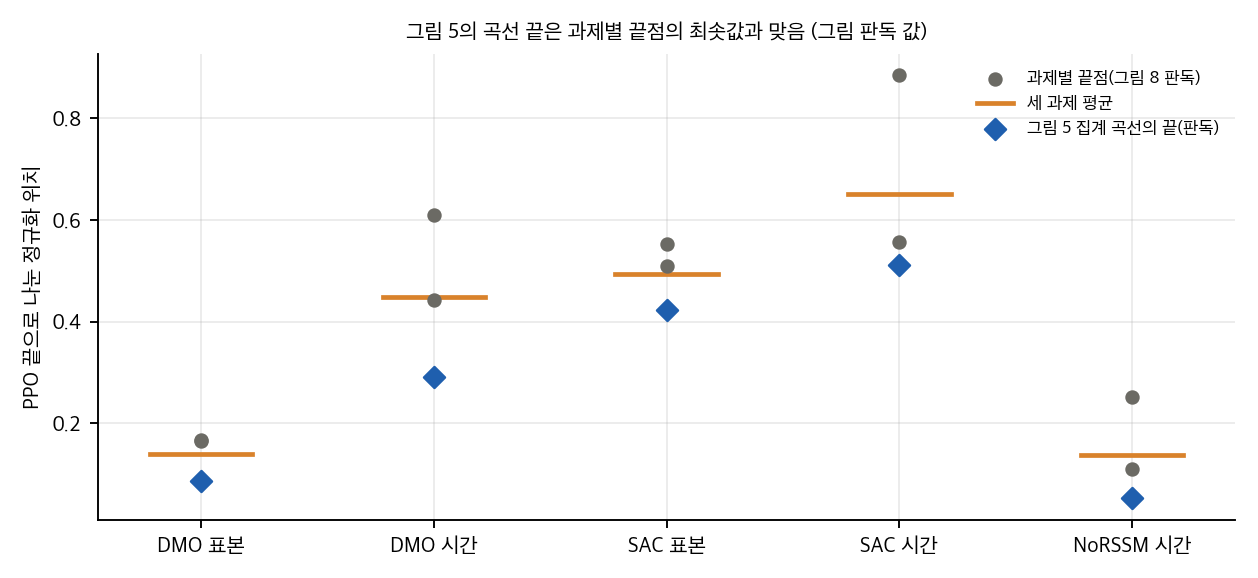 그림 5의 곡선 끝은 과제별 끝점의 최솟값과 맞음 (그림 판독 값)
과제별 끝점(그림 8 판독)
세 과제 평균
그림 5 집계 곡선의 끝(판독)
PPO 끝으로 나눈 정규화 위치
0.8
0.6
0.4
0.2
DMO 표본
DMO 시간
SAC 표본
SAC 시간
NoRSSM 시간